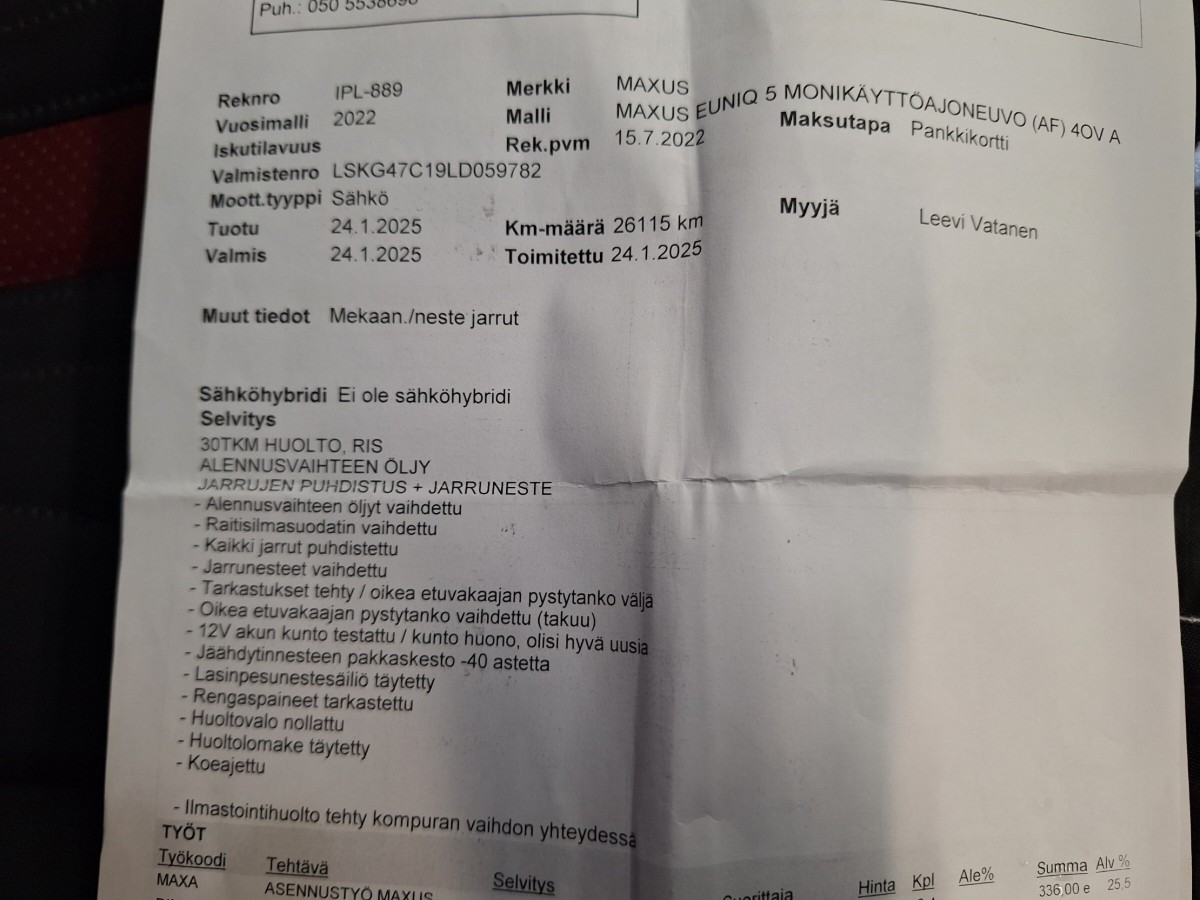 Puh.: 050 5538698
Reknro IPL-889 Merkki MAXUS
Vuosimalli 2022 Malli MAXUS EUNIQ 5 MONIKÄYTTÖAJONEUVO (AF) 4OV A
Iskutilavuus Rek.pvm 15.7.2022 Maksutapa Pankkikortti
Valmistenro LSKG47C19LD059782
Moott.tyyppi Sähkö
Tuotu 24.1.2025 Km-määrä 26115 km Myyjä Leevi Vatanen
Valmis 24.1.2025 Toimitettu 24.1.2025
Muut tiedot Mekaan./neste jarrut
Sähköhybridi Ei ole sähköhybridi
Selvitys
30TKM HUOLTO, RIS
ALENNUSVAIHTEEN ÖLJY
JARRUJEN PUHDISTUS + JARRUNESTE
- Alennusvaihteen öljyt vaihdettu
- Raitisilmasuodatin vaihdettu
- Kaikki jarrut puhdistettu
- Jarrunesteet vaihdettu
- Tarkastukset tehty / oikea etuvakaajan pystytanko väljä
- Oikea etuvakaajan pystytanko vaihdettu (takuu)
- 12V akun kunto testattu / kunto huono, olisi hyvä uusia
- Jäähdytinnesteen pakkaskesto -40 astetta
- Lasinpesunestesäiliö täytetty
- Rengaspaineet tarkastettu
- Huoltovalo nollattu
- Huoltolomake täytetty
- Koeajettu
- Ilmastointihuolto tehty kompuran vaihdon yhteydessä
TYÖT
Työkoodi Tehtävä Selvitys Suorittaja Hinta Kpl Ale% Summa Alv %
MAXA ASENNUSTYÖ MAXUS 336,00 e 25,5